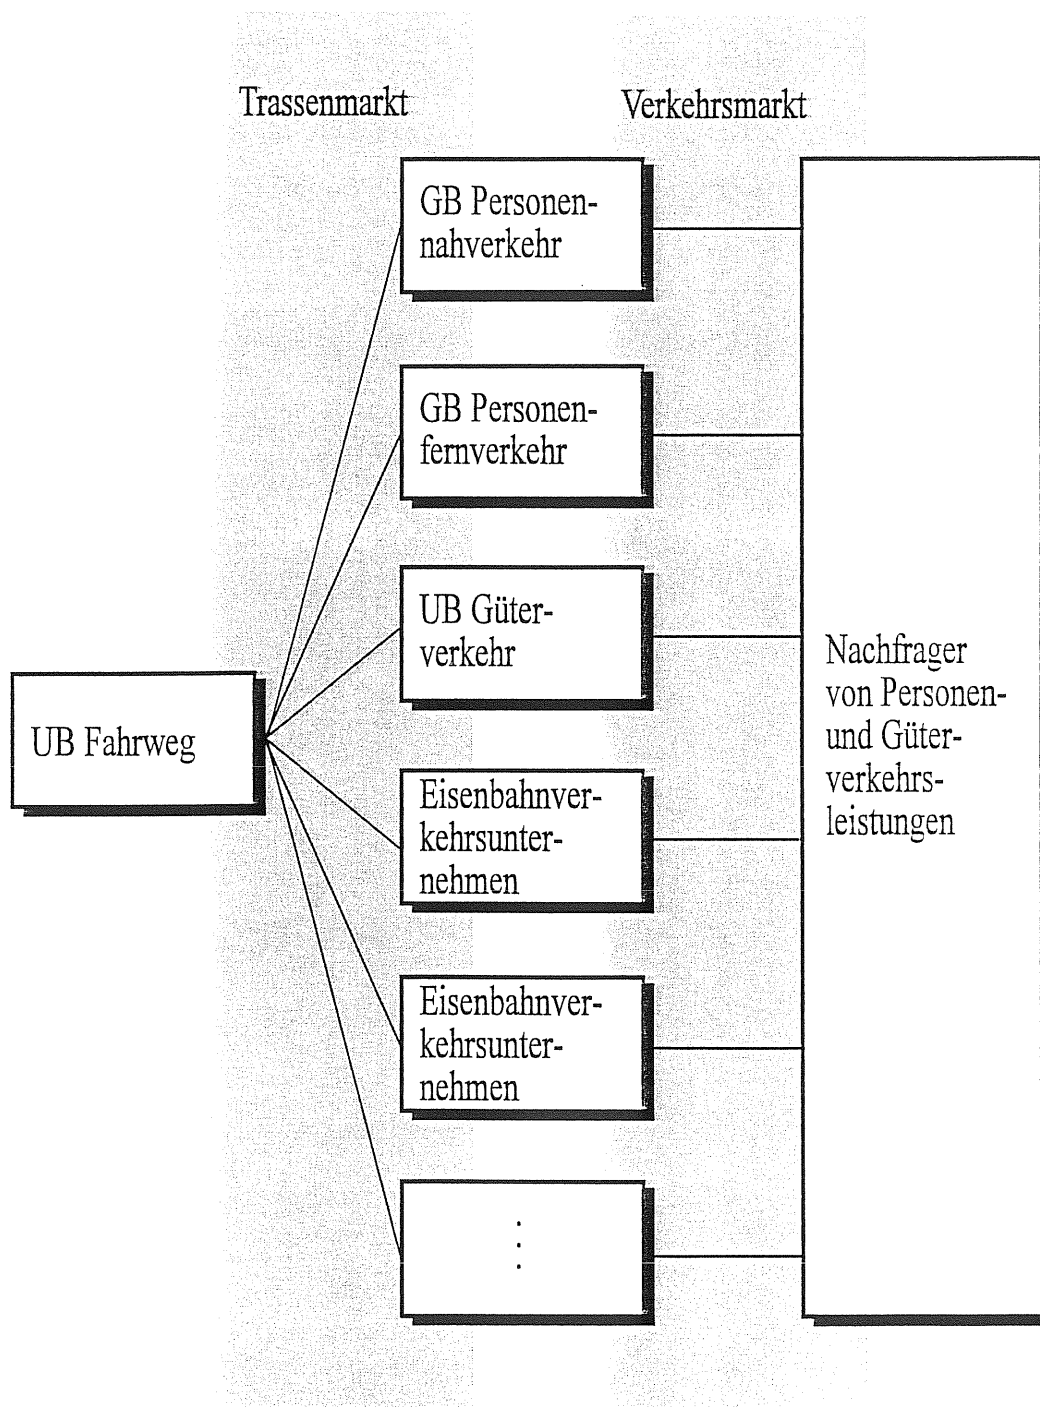 Trassenmarkt
Verkehrsmarkt
GB Personen-
nahverkehr
GB Personen-
fernverkehr
UB Güter-
verkehr
UB Fahrweg
Eisenbahnver-
kehrsunter-
nehmen
Eisenbahnver-
kehrsunter-
nehmen
⋮
Nachfrager
von Personen-
und Güter-
verkehrs-
leistungen